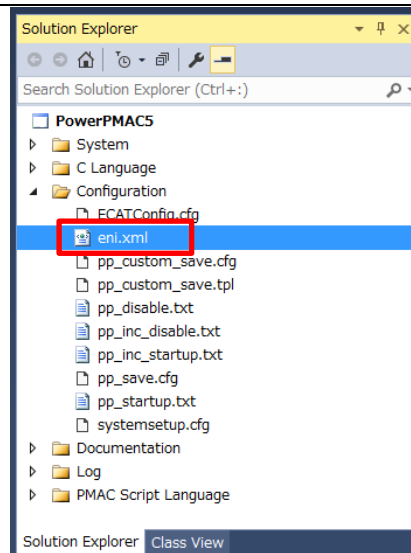 Solution Explorer
Search Solution Explorer (Ctrl+:)
PowerPMAC5
System
C Language
Configuration
ECATConfig.cfg
eni.xml
pp_custom_save.cfg
pp_custom_save.tpl
pp_disable.txt
pp_inc_disable.txt
pp_inc_startup.txt
pp_save.cfg
pp_startup.txt
systemsetup.cfg
Documentation
Log
PMAC Script Language
Solution Explorer Class View